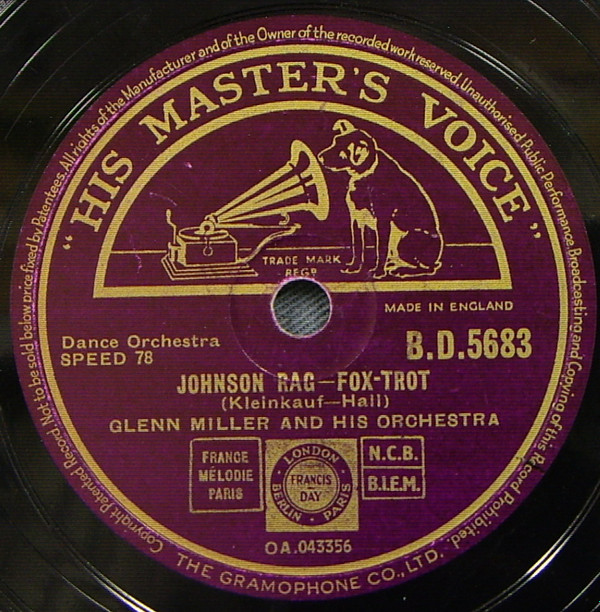 Copyright. Patented Record. Not to be sold below price fixed by Patentees. All rights of the Manufacturer and of the Owner of the recorded work reserved. Unauthorised Public Performance, Broadcasting and Copying of this Record Prohibited.
"HIS MASTER'S VOICE"
TRADE MARK
REGD
MADE IN ENGLAND
Dance Orchestra
SPEED 78
B.D.5683
JOHNSON RAG—FOX-TROT
(Kleinkauf—Hall)
GLENN MILLER AND HIS ORCHESTRA
FRANCE
MÉLODIE
PARIS
LONDON
FRANCIS
DAY
BERLIN · PARIS
N.C.B.
B.I.E.M.
OA.043356
THE GRAMOPHONE CO., LTD.